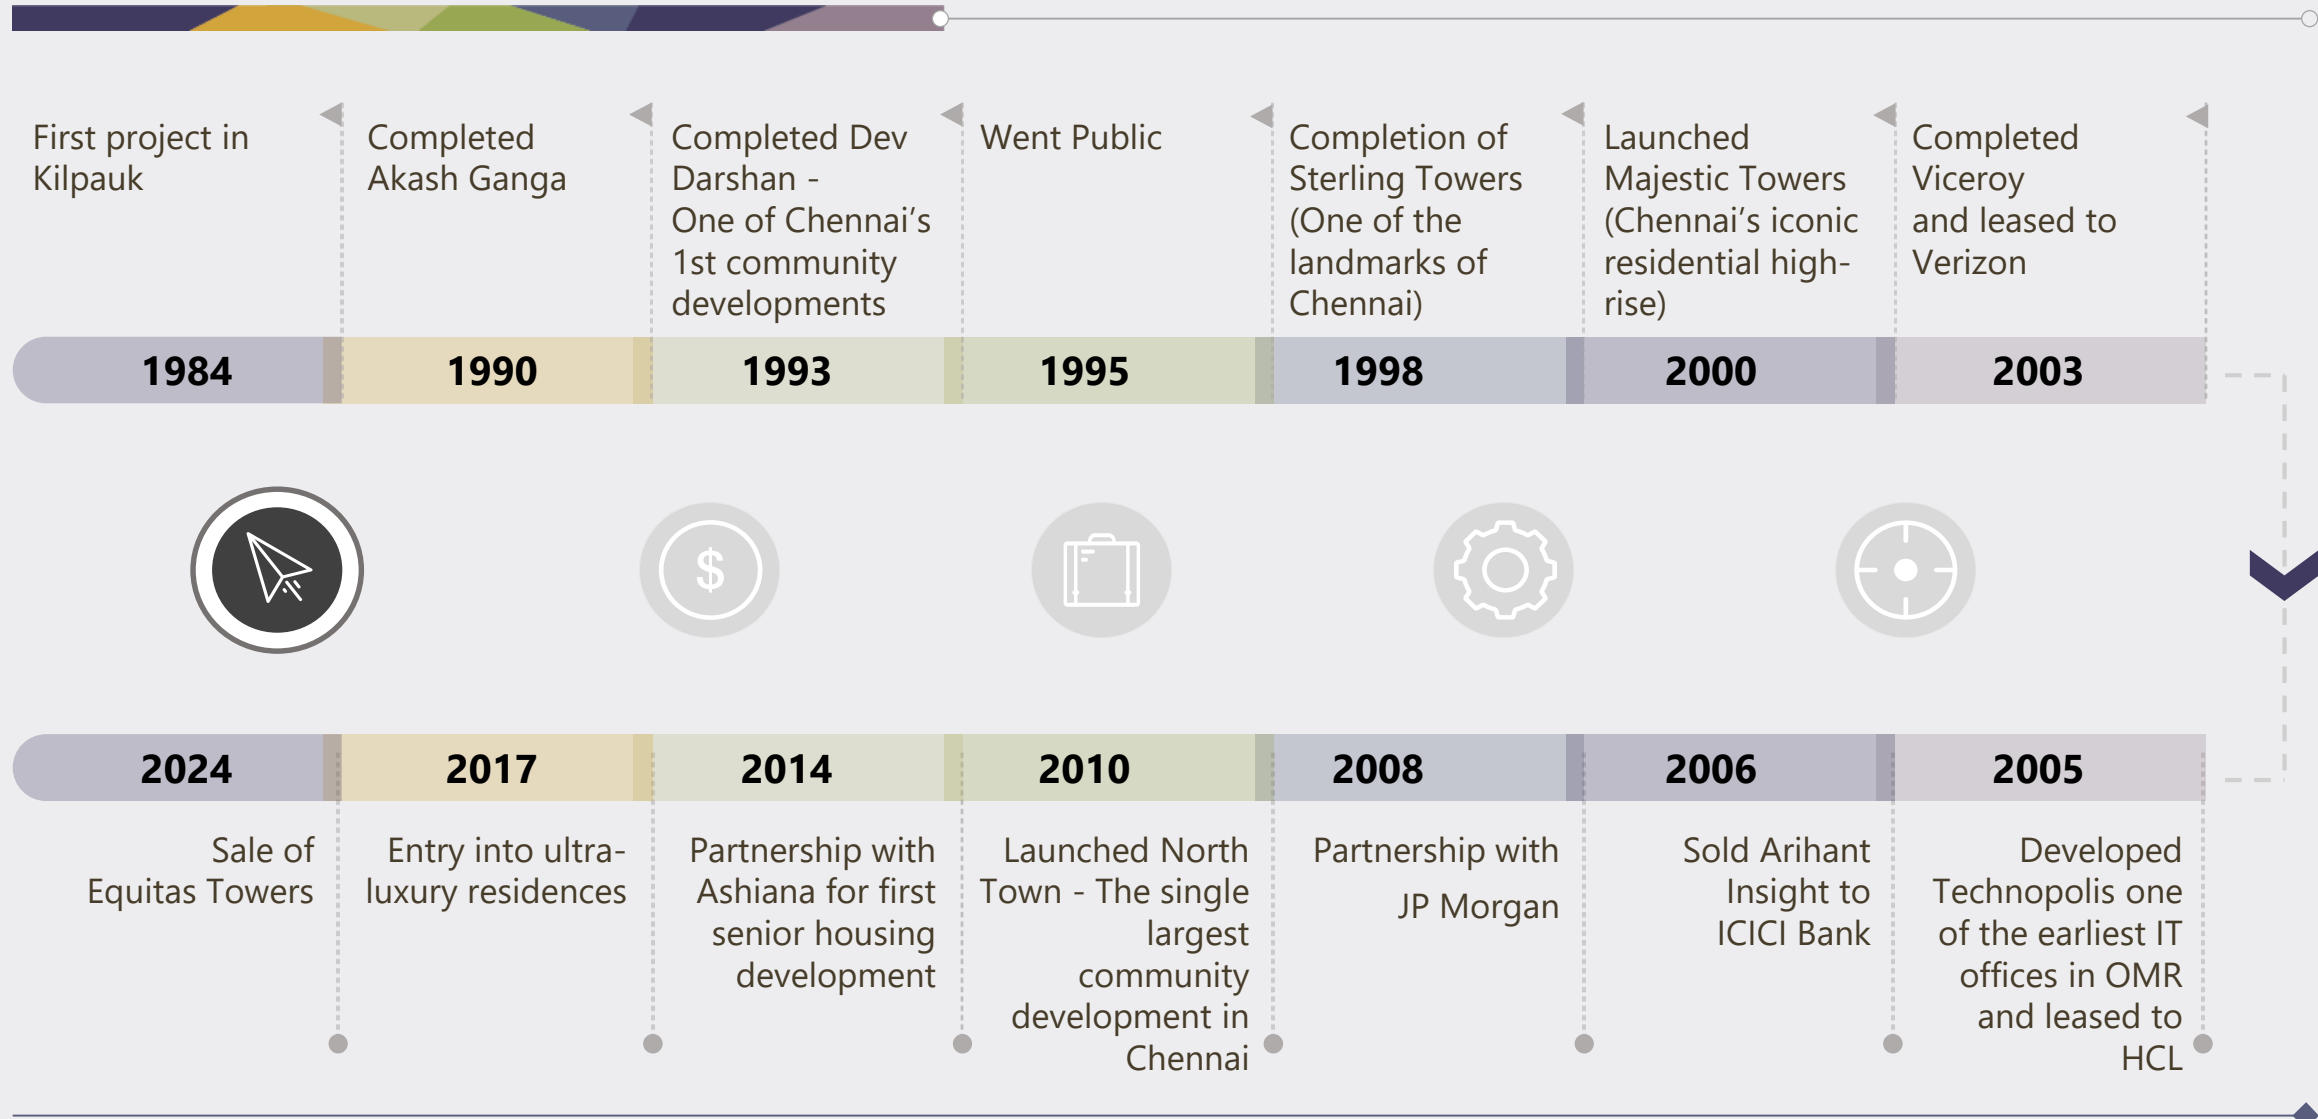 First project in
Kilpauk
Completed
Akash Ganga
Completed Dev
Darshan -
One of Chennai’s
1st community
developments
Went Public
Completion of
Sterling Towers
(One of the
landmarks of
Chennai)
Launched
Majestic Towers
(Chennai’s iconic
residential high-
rise)
Completed
Viceroy
and leased to
Verizon
1984
1990
1993
1995
1998
2000
2003
$
2024
2017
2014
2010
2008
2006
2005
Sale of
Equitas Towers
Entry into ultra-
luxury residences
Partnership with
Ashiana for first
senior housing
development
Launched North
Town - The single
largest
community
development in
Chennai
Partnership with
JP Morgan
Sold Arihant
Insight to
ICICI Bank
Developed
Technopolis one
of the earliest IT
offices in OMR
and leased to
HCL